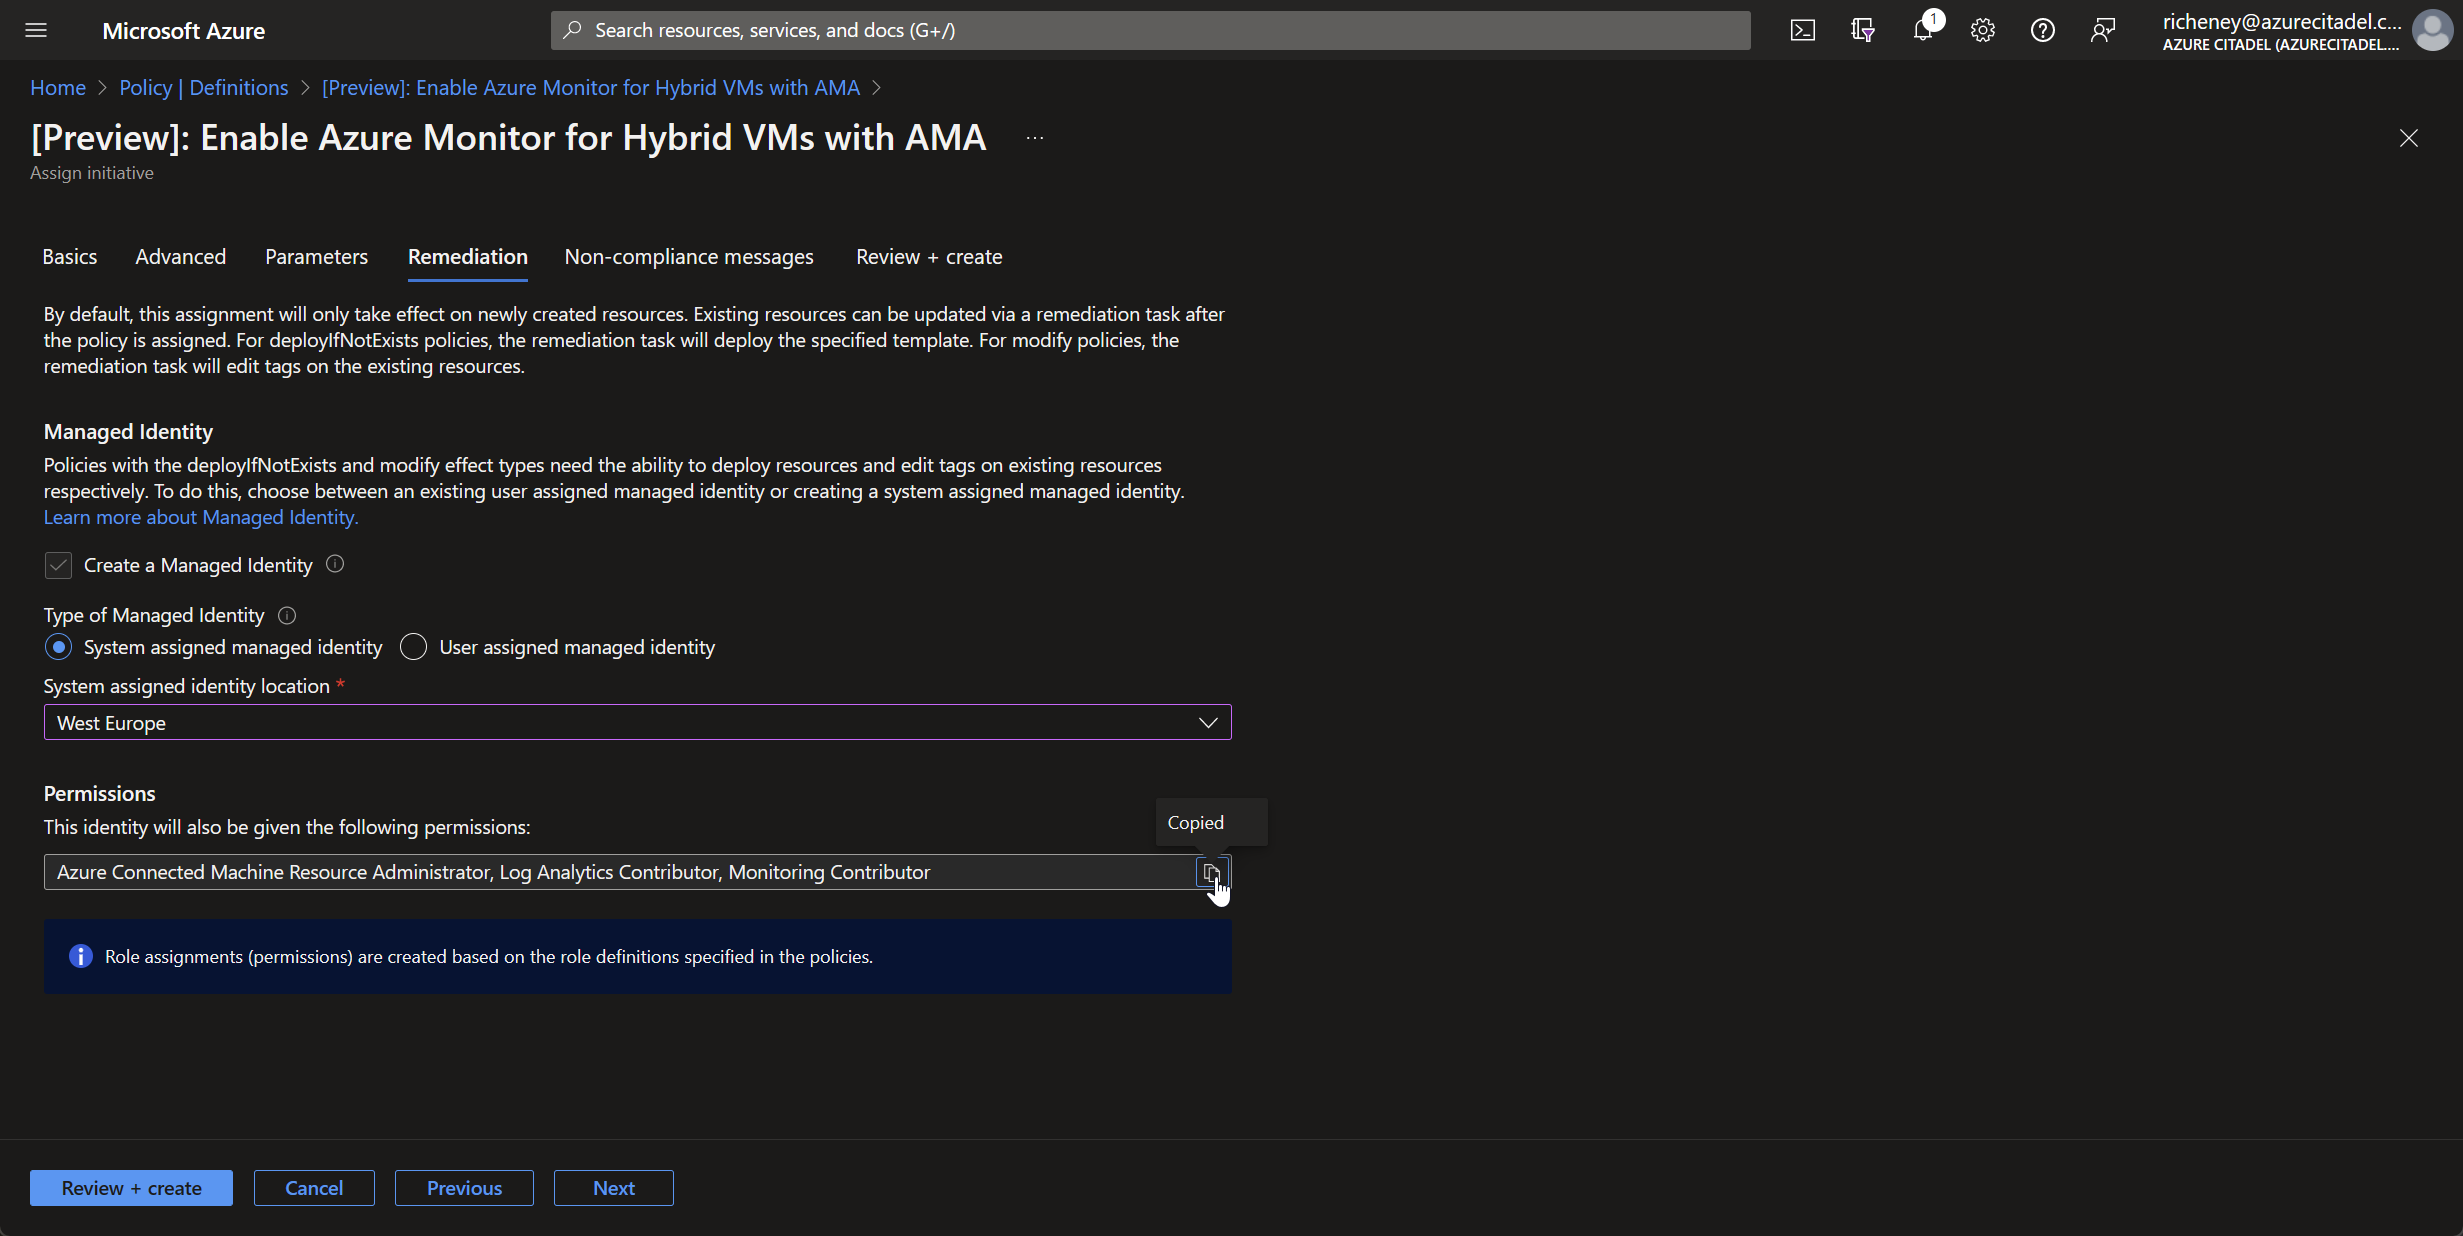 Microsoft Azure
Search resources, services, and docs (G+/)
1
richeney@azurecitadel.c...
AZURE CITADEL (AZURECITADEL....
Home > Policy | Definitions > [Preview]: Enable Azure Monitor for Hybrid VMs with AMA >
[Preview]: Enable Azure Monitor for Hybrid VMs with AMA ...
Assign initiative
Basics Advanced Parameters Remediation Non-compliance messages Review + create
By default, this assignment will only take effect on newly created resources. Existing resources can be updated via a remediation task after
the policy is assigned. For deployIfNotExists policies, the remediation task will deploy the specified template. For modify policies, the
remediation task will edit tags on the existing resources.
Managed Identity
Policies with the deployIfNotExists and modify effect types need the ability to deploy resources and edit tags on existing resources
respectively. To do this, choose between an existing user assigned managed identity or creating a system assigned managed identity.
Learn more about Managed Identity.
Create a Managed Identity
Type of Managed Identity
System assigned managed identity User assigned managed identity
System assigned identity location *
West Europe
Permissions
This identity will also be given the following permissions:
Copied
Azure Connected Machine Resource Administrator, Log Analytics Contributor, Monitoring Contributor
Role assignments (permissions) are created based on the role definitions specified in the policies.
Review + create Cancel Previous Next